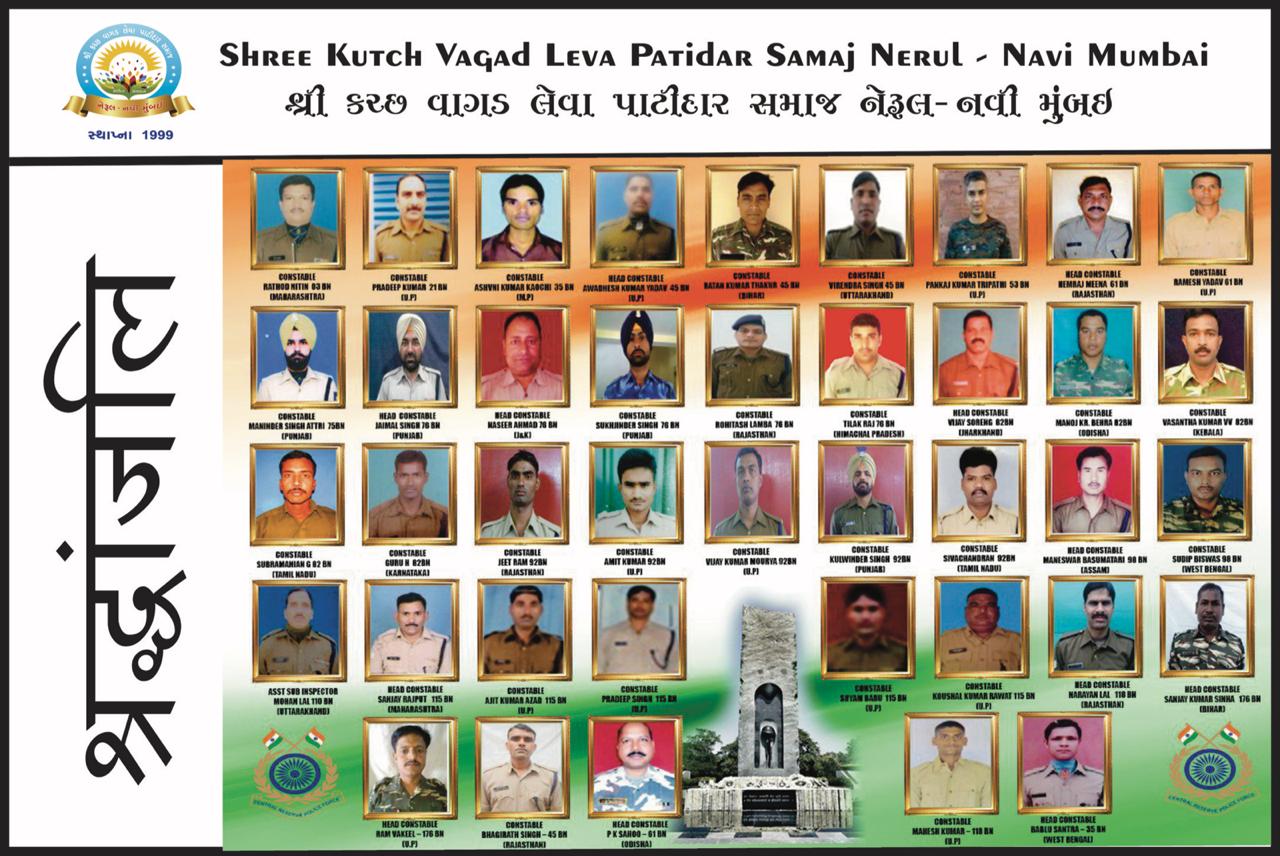 Shree Kutch Vagad Leva Patidar Samaj Nerul - Navi Mumbai
શ્રી કચ્છ વાગડ લેવા પાટીદાર સમાજ નેરૂલ-નવી મુંબઇ
શ્રી કચ્છ વાગડ લેવા પાટીદાર સમાજ
નેરૂલ-નવી મુંબઇ
સ્થાપ્ના 1999
श्रद्धांजलि
CONSTABLE
RATHOD NITIN 03 BN
(MAHARASHTRA)
CONSTABLE
PRADEEP KUMAR 21 BN
(U.P)
CONSTABLE
ASHVNI KUMAR KAOCHI 35 BN
(M.P)
HEAD CONSTABLE
AWADHESH KUMAR YADAV 45 BN
(U.P)
CONSTABLE
RATAN KUMAR THAKUR 45 BN
(BIHAR)
CONSTABLE
VIRENDRA SINGH 45 BN
(UTTARAKHAND)
CONSTABLE
PANKAJ KUMAR TRIPATHI 53 BN
(U.P)
HEAD CONSTABLE
HEMRAJ MEENA 61 BN
(RAJASTHAN)
CONSTABLE
RAMESH YADAV 61 BN
(U.P)
CONSTABLE
MANINDER SINGH ATTRI 75BN
(PUNJAB)
HEAD CONSTABLE
JAIMAL SINGH 76 BN
(PUNJAB)
HEAD CONSTABLE
NASEER AHMAD 76 BN
(J&K)
CONSTABLE
SUKHJINDER SINGH 76 BN
(PUNJAB)
CONSTABLE
ROHITASH LAMBA 76 BN
(RAJASTHAN)
CONSTABLE
TILAK RAJ 76 BN
(HIMACHAL PRADESH)
HEAD CONSTABLE
VIJAY SORENG 82BN
(JHARKHAND)
CONSTABLE
MANOJ KR. BEHRA 82BN
(ODISHA)
CONSTABLE
VASANTHA KUMAR VV 82BN
(KERALA)
CONSTABLE
SUBRAMANIAN G 82 BN
(TAMIL NADU)
CONSTABLE
GURU H 82BN
(KARNATAKA)
CONSTABLE
JEET RAM 92BN
(RAJASTHAN)
CONSTABLE
AMIT KUMAR 92BN
(U.P)
CONSTABLE
VIJAY KUMAR MOURYA 92BN
(U.P)
CONSTABLE
KULWINDER SINGH 92BN
(PUNJAB)
CONSTABLE
SIVACHANDRAN 92BN
(TAMIL NADU)
HEAD CONSTABLE
MANESWAR BASUMATARI 98 BN
(ASSAM)
CONSTABLE
SUDIP BISWAS 98 BN
(WEST BENGAL)
ASST SUB INSPECTOR
MOHAN LAL 110 BN
(UTTARAKHAND)
HEAD CONSTABLE
SANJAY RAJPUT 115 BN
(MAHARASHTRA)
CONSTABLE
AJIT KUMAR AZAD 115 BN
(U.P)
CONSTABLE
PRADEEP SINGH 115 BN
(U.P)
CONSTABLE
SHYAM BABU 115 BN
(U.P)
CONSTABLE
KOUSHAL KUMAR RAWAT 115 BN
(U.P)
HEAD CONSTABLE
NARAYAN LAL 118 BN
(RAJASTHAN)
HEAD CONSTABLE
SANJAY KUMAR SINHA 176 BN
(BIHAR)
CENTRAL RESERVE POLICE FORCE
HEAD CONSTABLE
RAM VAKEEL – 176 BN
(U.P)
CONSTABLE
BHAGIRATH SINGH – 45 BN
(RAJASTHAN)
HEAD CONSTABLE
P K SAHOO – 61 BN
(ODISHA)
CONSTABLE
MAHESH KUMAR – 118 BN
(U.P)
HEAD CONSTABLE
BABLU SANTRA – 35 BN
(WEST BENGAL)
CENTRAL RESERVE POLICE FORCE